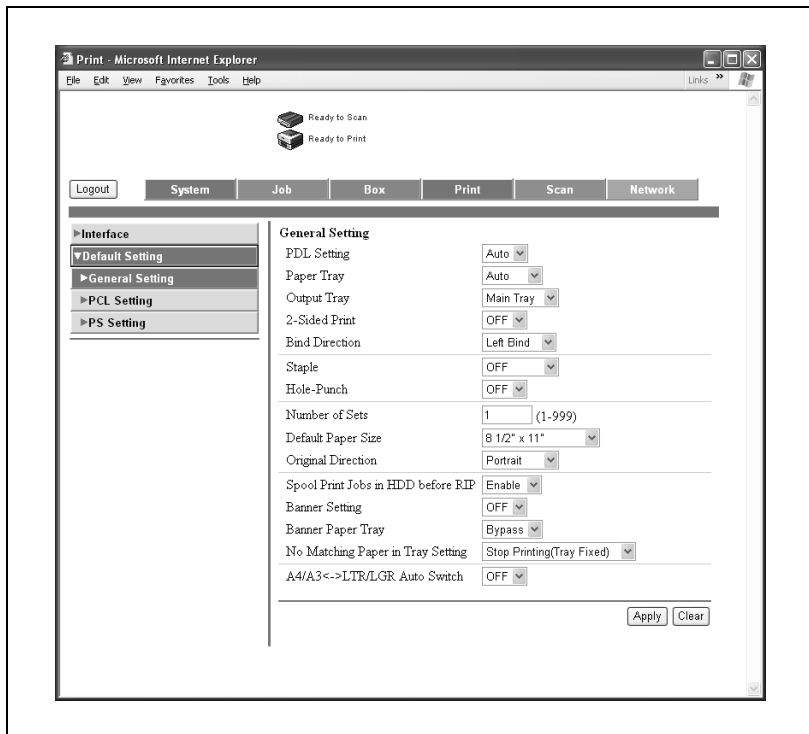 Print - Microsoft Internet Explorer
File Edit View Favorites Tools Help Links »
Ready to Scan
Ready to Print
Logout System Job Box Print Scan Network
▶Interface
▼Default Setting
▶General Setting
▶PCL Setting
▶PS Setting
General Setting
PDL Setting Auto
Paper Tray Auto
Output Tray Main Tray
2-Sided Print OFF
Bind Direction Left Bind
Staple OFF
Hole-Punch OFF
Number of Sets 1 (1-999)
Default Paper Size 8 1/2" x 11"
Original Direction Portrait
Spool Print Jobs in HDD before RIP Enable
Banner Setting OFF
Banner Paper Tray Bypass
No Matching Paper in Tray Setting Stop Printing(Tray Fixed)
A4/A3<->LTR/LGR Auto Switch OFF
Apply Clear